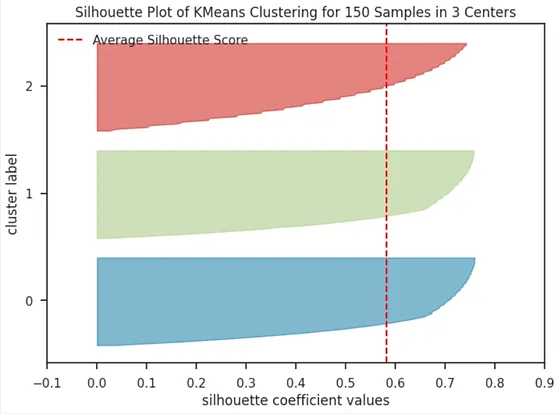 Silhouette Plot of KMeans Clustering for 150 Samples in 3 Centers
Average Silhouette Score
2
1
0
cluster label
−0.1 0.0 0.1 0.2 0.3 0.4 0.5 0.6 0.7 0.8 0.9
silhouette coefficient values